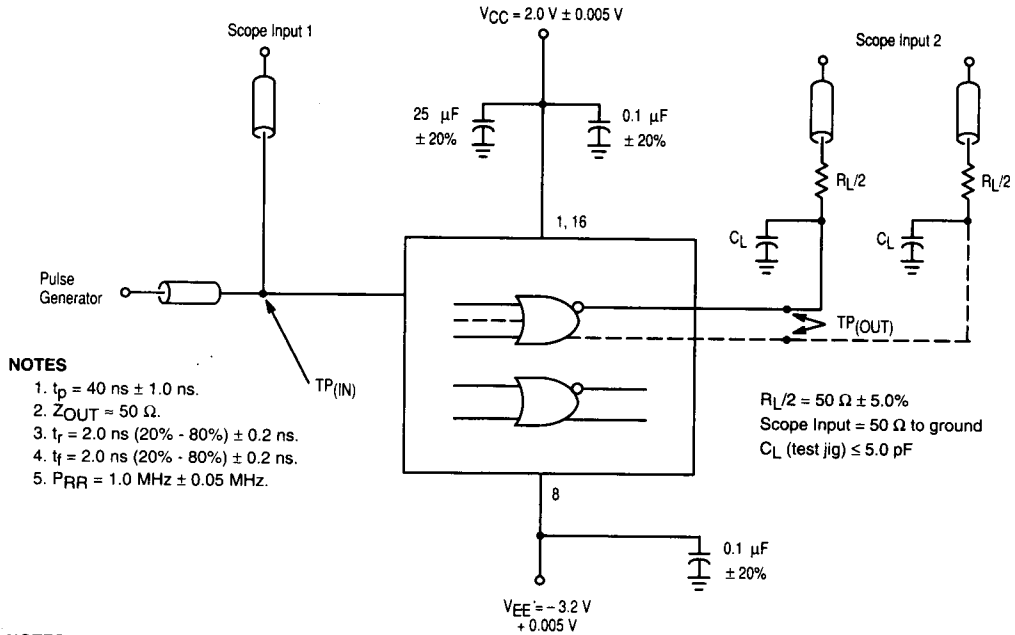 VCC = 2.0 V ± 0.005 V
Scope Input 1
Scope Input 2
25 μF
± 20%
0.1 μF
± 20%
RL/2
RL/2
CL
CL
1, 16
Pulse
Generator
TP(OUT)
TP(IN)
NOTES
1. tp = 40 ns ± 1.0 ns.
2. ZOUT ≈ 50 Ω.
3. tr = 2.0 ns (20% - 80%) ± 0.2 ns.
4. tf = 2.0 ns (20% - 80%) ± 0.2 ns.
5. PRR = 1.0 MHz ± 0.05 MHz.
RL/2 = 50 Ω ± 5.0%
Scope Input = 50 Ω to ground
CL (test jig) ≤ 5.0 pF
8
0.1 μF
± 20%
VEE = – 3.2 V
+ 0.005 V